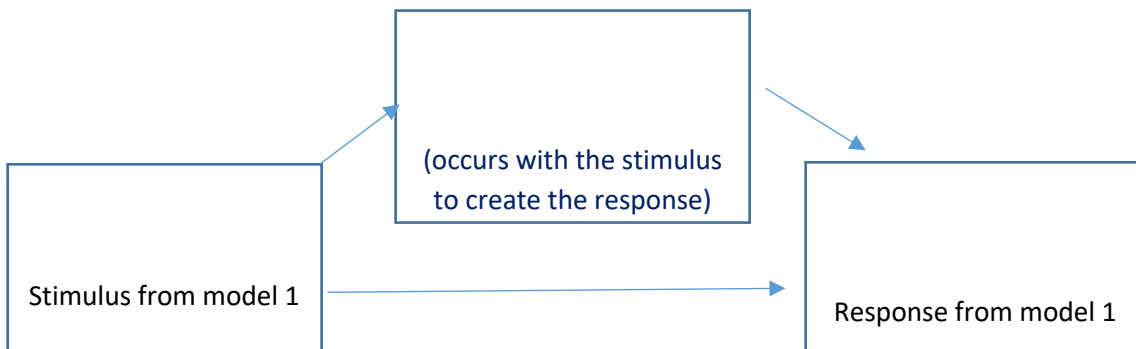 (occurs with the stimulus
to create the response)
Stimulus from model 1
Response from model 1